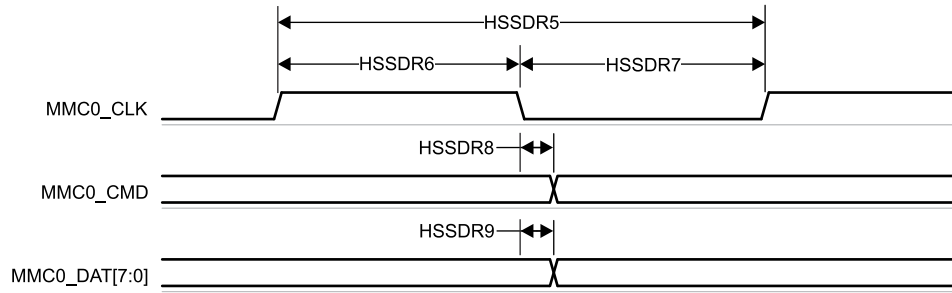 HSSDR5
HSSDR6
HSSDR7
MMC0_CLK
HSSDR8
MMC0_CMD
HSSDR9
MMC0_DAT[7:0]